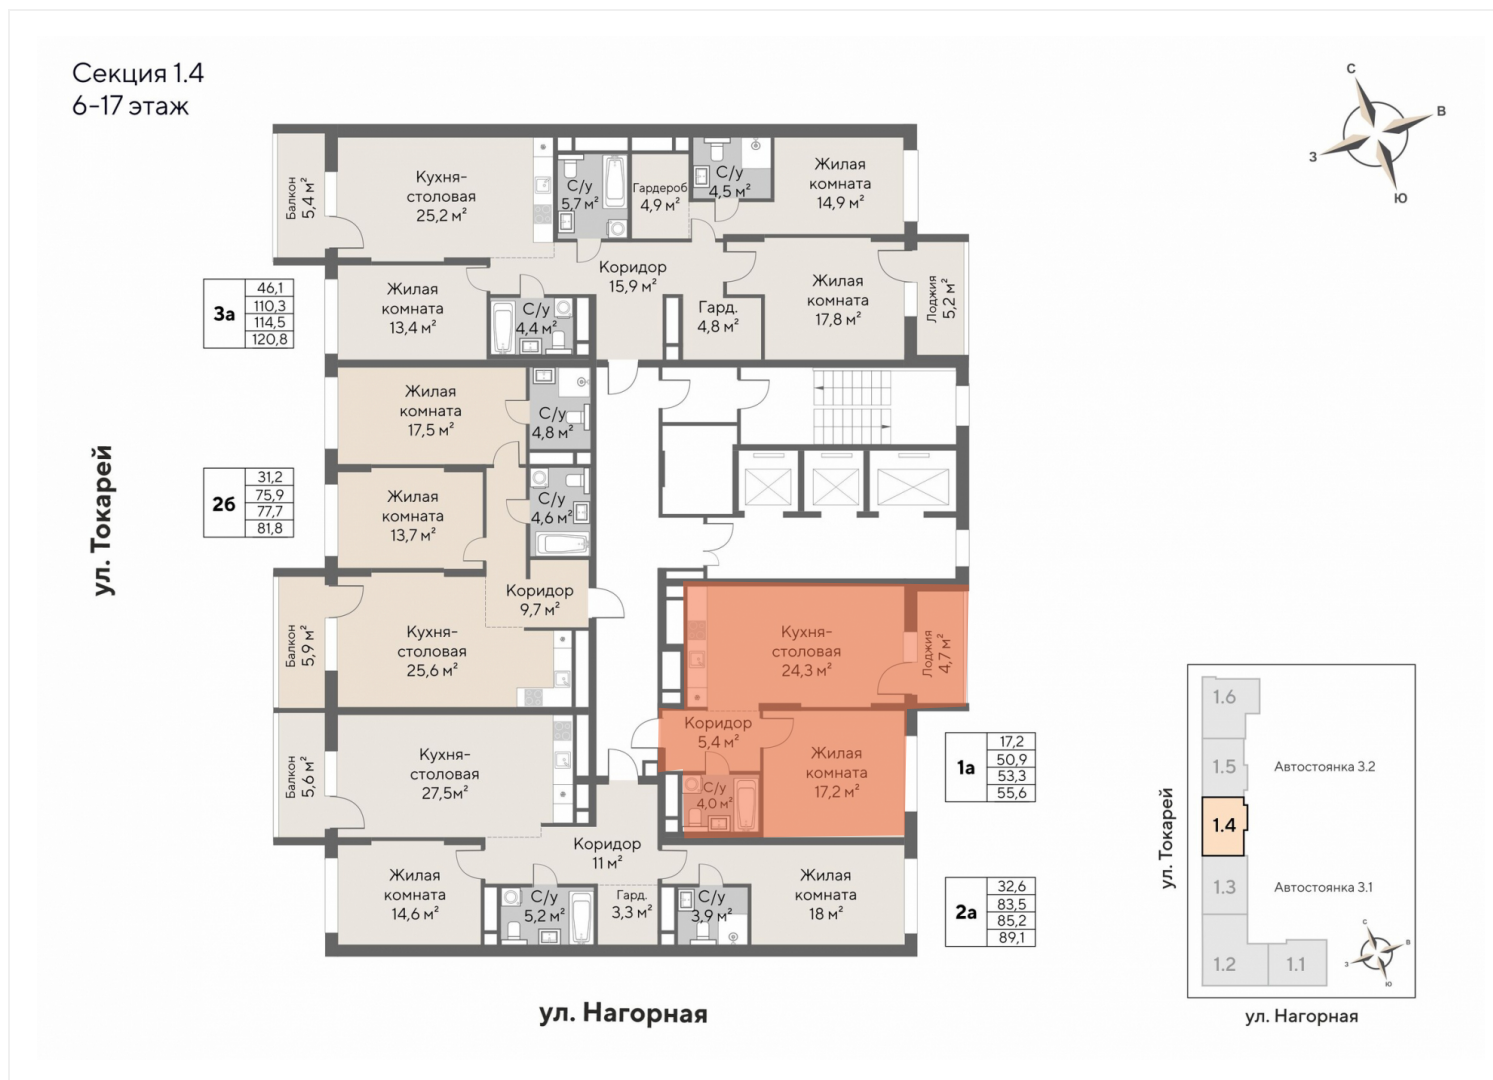 Секция 1.4
6-17 этаж
С
В
З
Ю
Балкон
5,4 м²
Кухня-
столовая
25,2 м²
С/у
5,7 м²
Гардероб
4,9 м²
С/у
4,5 м²
Жилая
комната
14,9 м²
3а
46,1
110,3
114,5
120,8
Жилая
комната
13,4 м²
С/у
4,4 м²
Коридор
15,9 м²
Гард.
4,8 м²
Жилая
комната
17,8 м²
Лоджия
5,2 м²
Жилая
комната
17,5 м²
С/у
4,8 м²
ул. Токарей
2б
31,2
75,9
77,7
81,8
Жилая
комната
13,7 м²
С/у
4,6 м²
Коридор
9,7 м²
Балкон
5,9 м²
Кухня-
столовая
25,6 м²
Кухня-
столовая
24,3 м²
Лоджия
4,7 м²
Коридор
5,4 м²
Жилая
комната
17,2 м²
С/у
4,0 м²
1а
17,2
50,9
53,3
55,6
Балкон
5,6 м²
Кухня-
столовая
27,5м²
Коридор
11 м²
Жилая
комната
14,6 м²
С/у
5,2 м²
Гард.
3,3 м²
С/у
3,9 м²
Жилая
комната
18 м²
2а
32,6
83,5
85,2
89,1
ул. Нагорная
1.6
1.5
Автостоянка 3.2
1.4
ул. Токарей
1.3
Автостоянка 3.1
1.2
1.1
С
В
З
Ю
ул. Нагорная